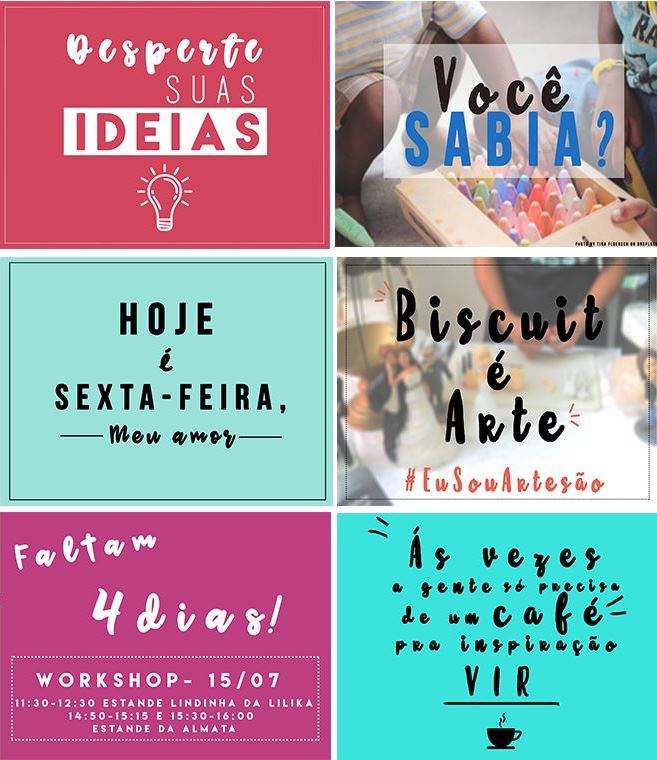 Desperte
SUAS
IDEIAS
Você
SABIA?
PHOTO BY TINA FLOERSCH ON UNSPLASH
HOJE
é
SEXTA-FEIRA,
Meu amor
Biscuit
é
Arte
#EuSouArtesão
Faltam
4 dias!
WORKSHOP- 15/07
11:30-12:30 ESTANDE LINDINHA DA LILIKA
14:50-15:15 E 15:30-16:00
ESTANDE DA ALMATA
Ás vezes
a gente só precisa
de um café
pra inspiração
VIR